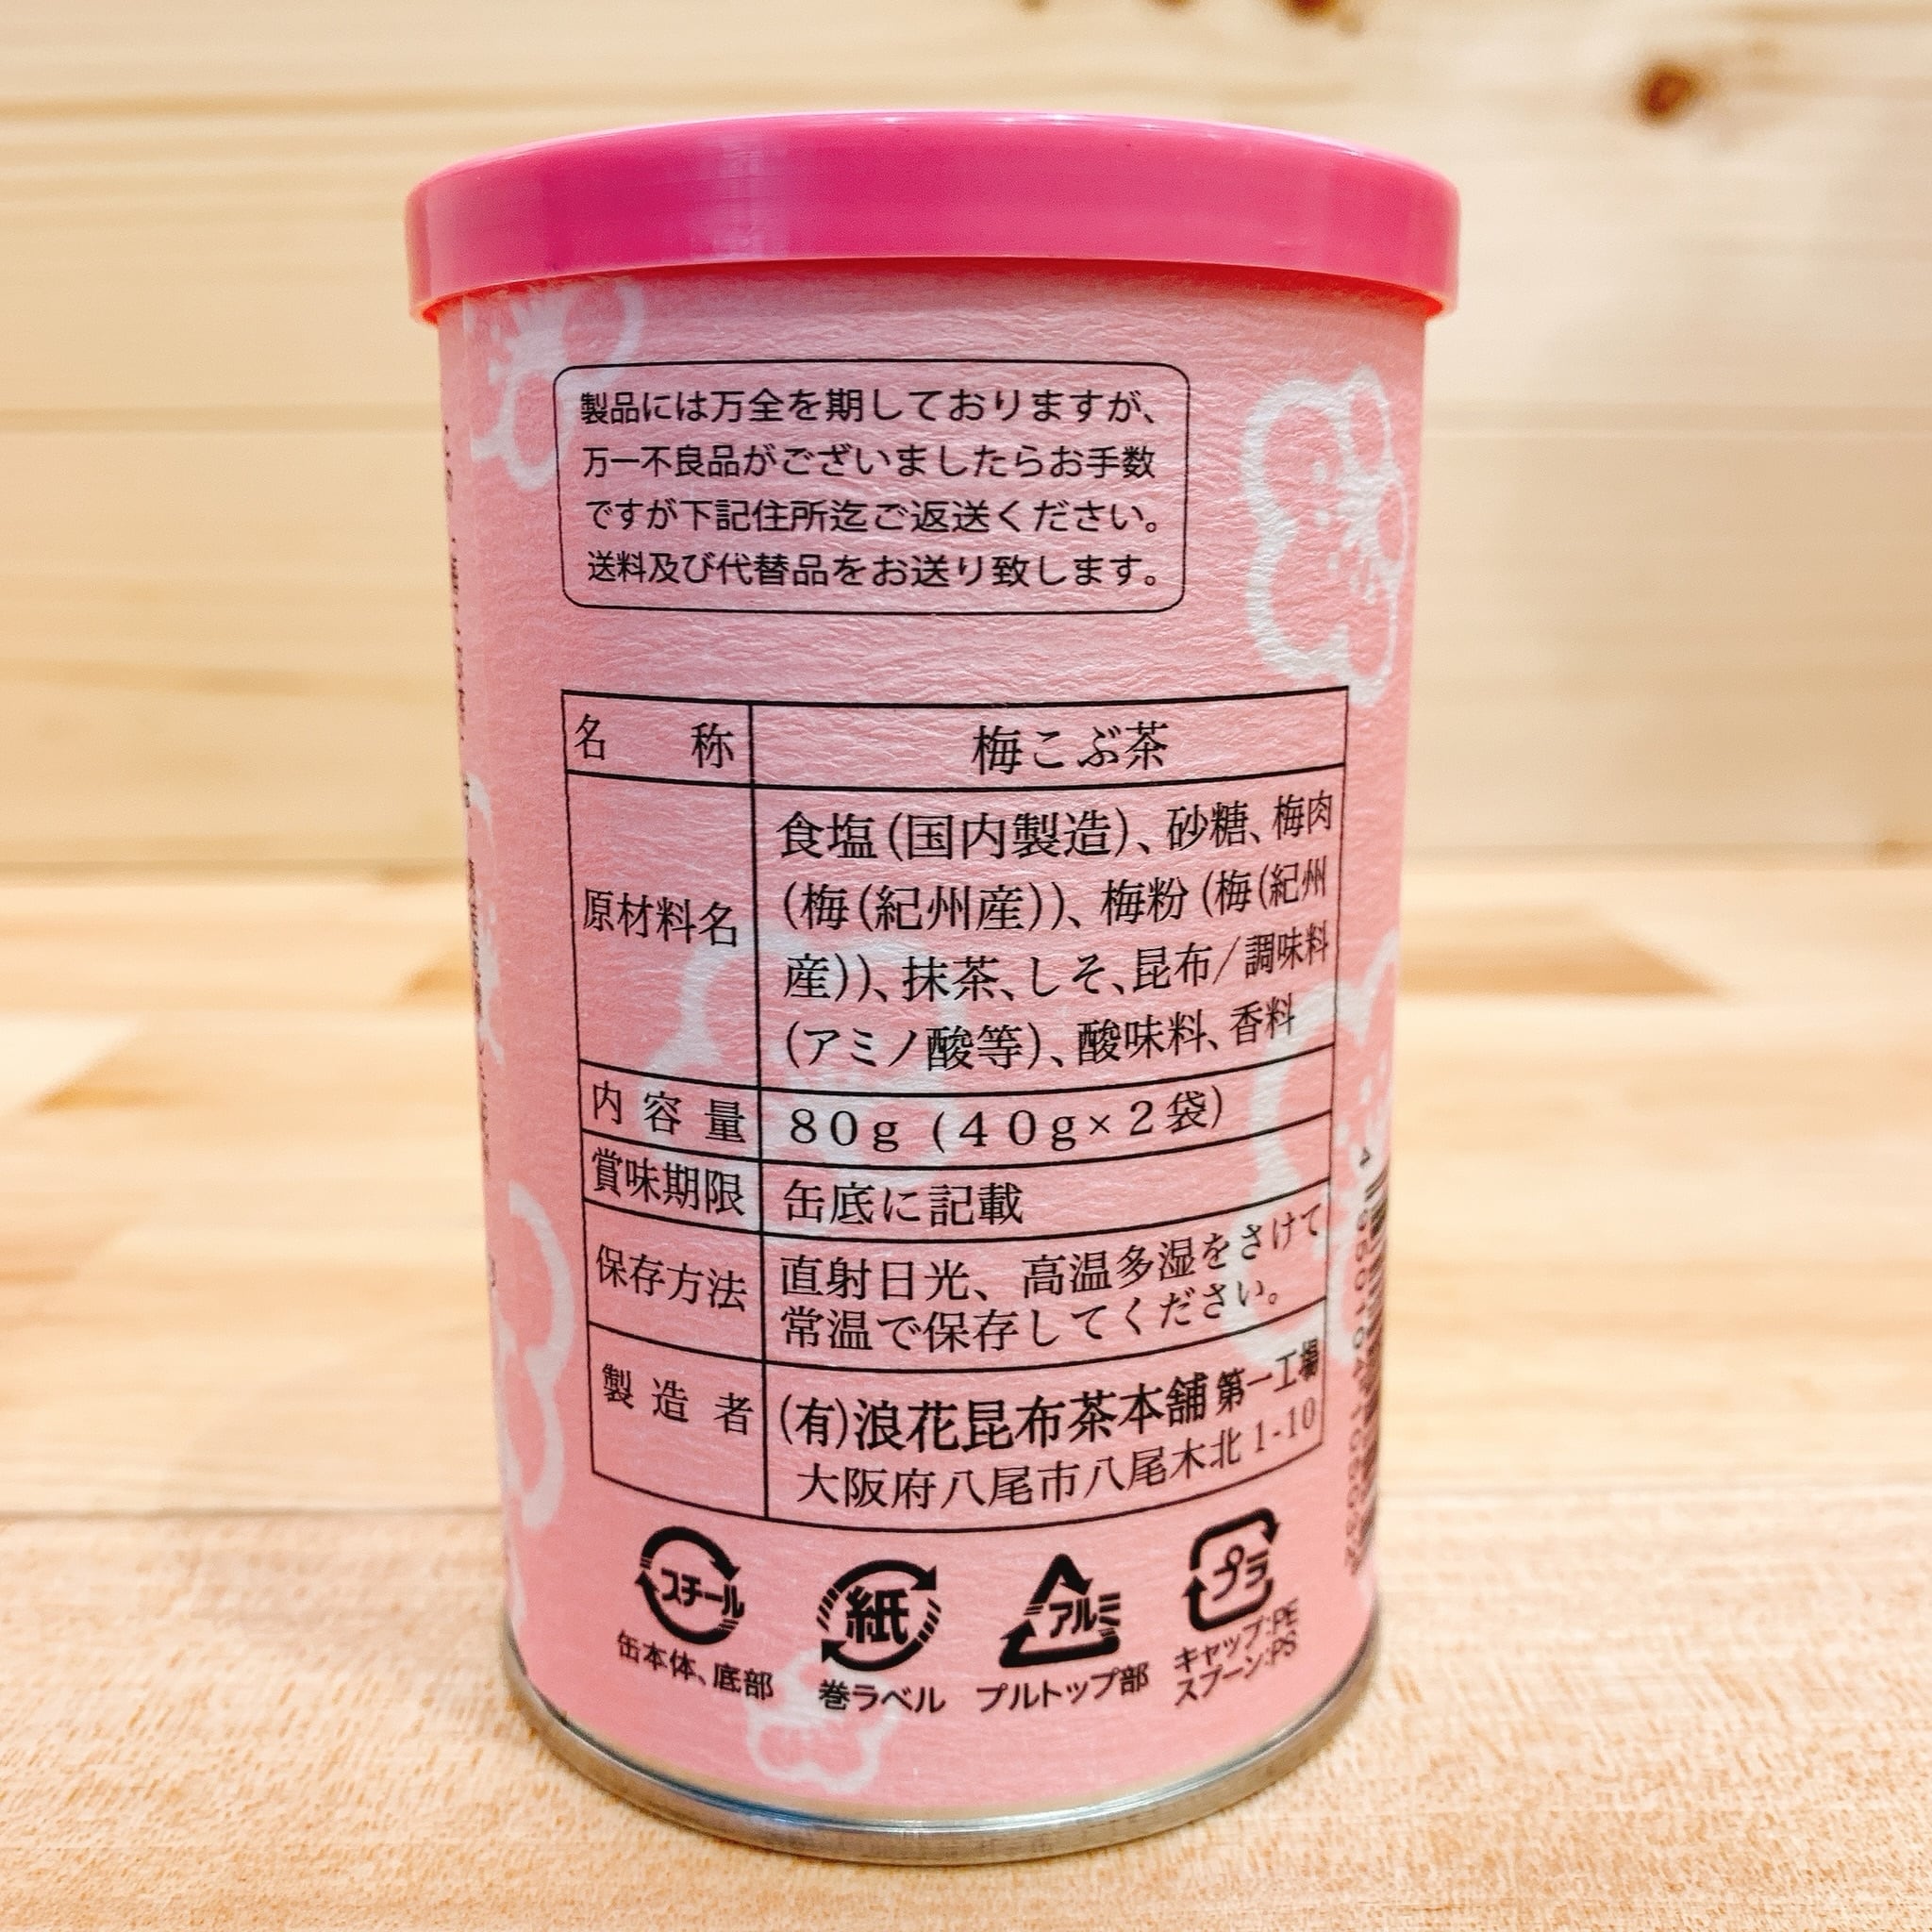 製品には万全を期しておりますが、
万一不良品がございましたらお手数
ですが下記住所迄ご返送ください。
送料及び代替品をお送り致します。
名称 梅こぶ茶
原材料名 食塩(国内製造)、砂糖、梅肉
(梅(紀州産))、梅粉(梅(紀州
産))、抹茶、しそ、昆布/調味料
(アミノ酸等)、酸味料、香料
内容量 80g (40g×2袋)
賞味期限 缶底に記載
保存方法 直射日光、高温多湿をさけて
常温で保存してください。
製造者 (有)浪花昆布茶本舗 第一工場
大阪府八尾市八尾木北1-10
スチール
缶本体、底部
紙
巻ラベル
アルミ
プルトップ部
プラ
キャップ:PE
スプーン:PS